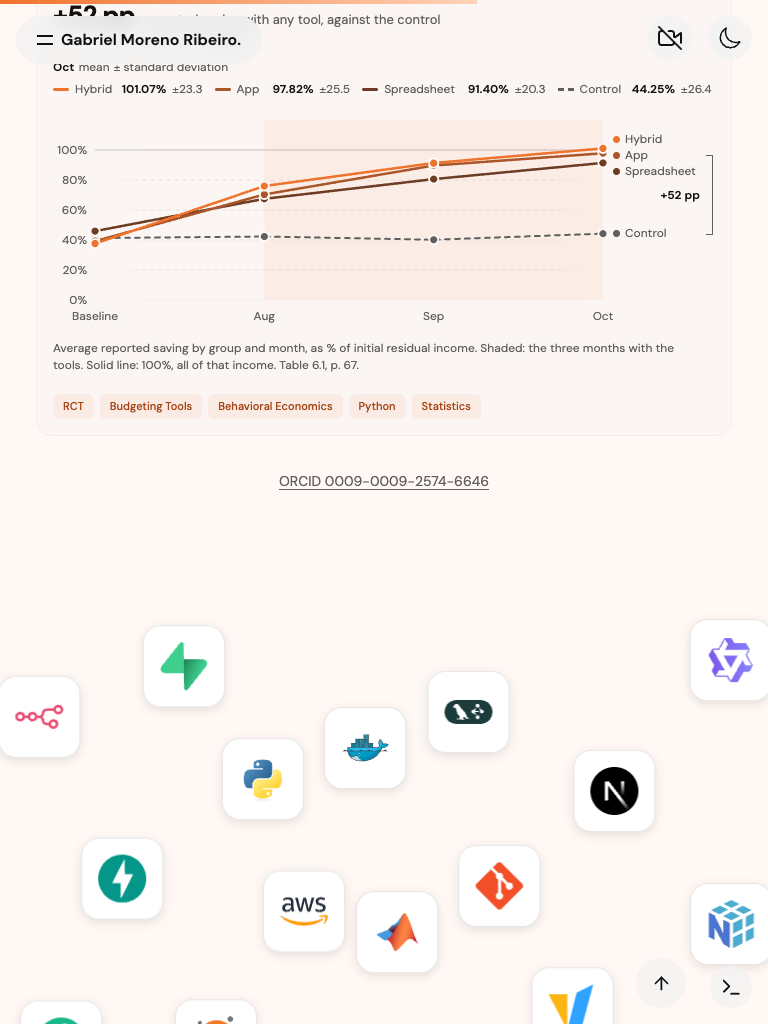 +52 pp
with any tool, against the control
Gabriel Moreno Ribeiro.
Oct mean ± standard deviation
Hybrid 101.07% ±23.3 App 97.82% ±25.5 Spreadsheet 91.40% ±20.3 Control 44.25% ±26.4
100%
80%
60%
40%
20%
0%
Baseline Aug Sep Oct
Hybrid
App
Spreadsheet
+52 pp
Control
Average reported saving by group and month, as % of initial residual income. Shaded: the three months with the
tools. Solid line: 100%, all of that income. Table 6.1, p. 67.
RCT Budgeting Tools Behavioral Economics Python Statistics
ORCID 0009-0009-2574-6646
aws